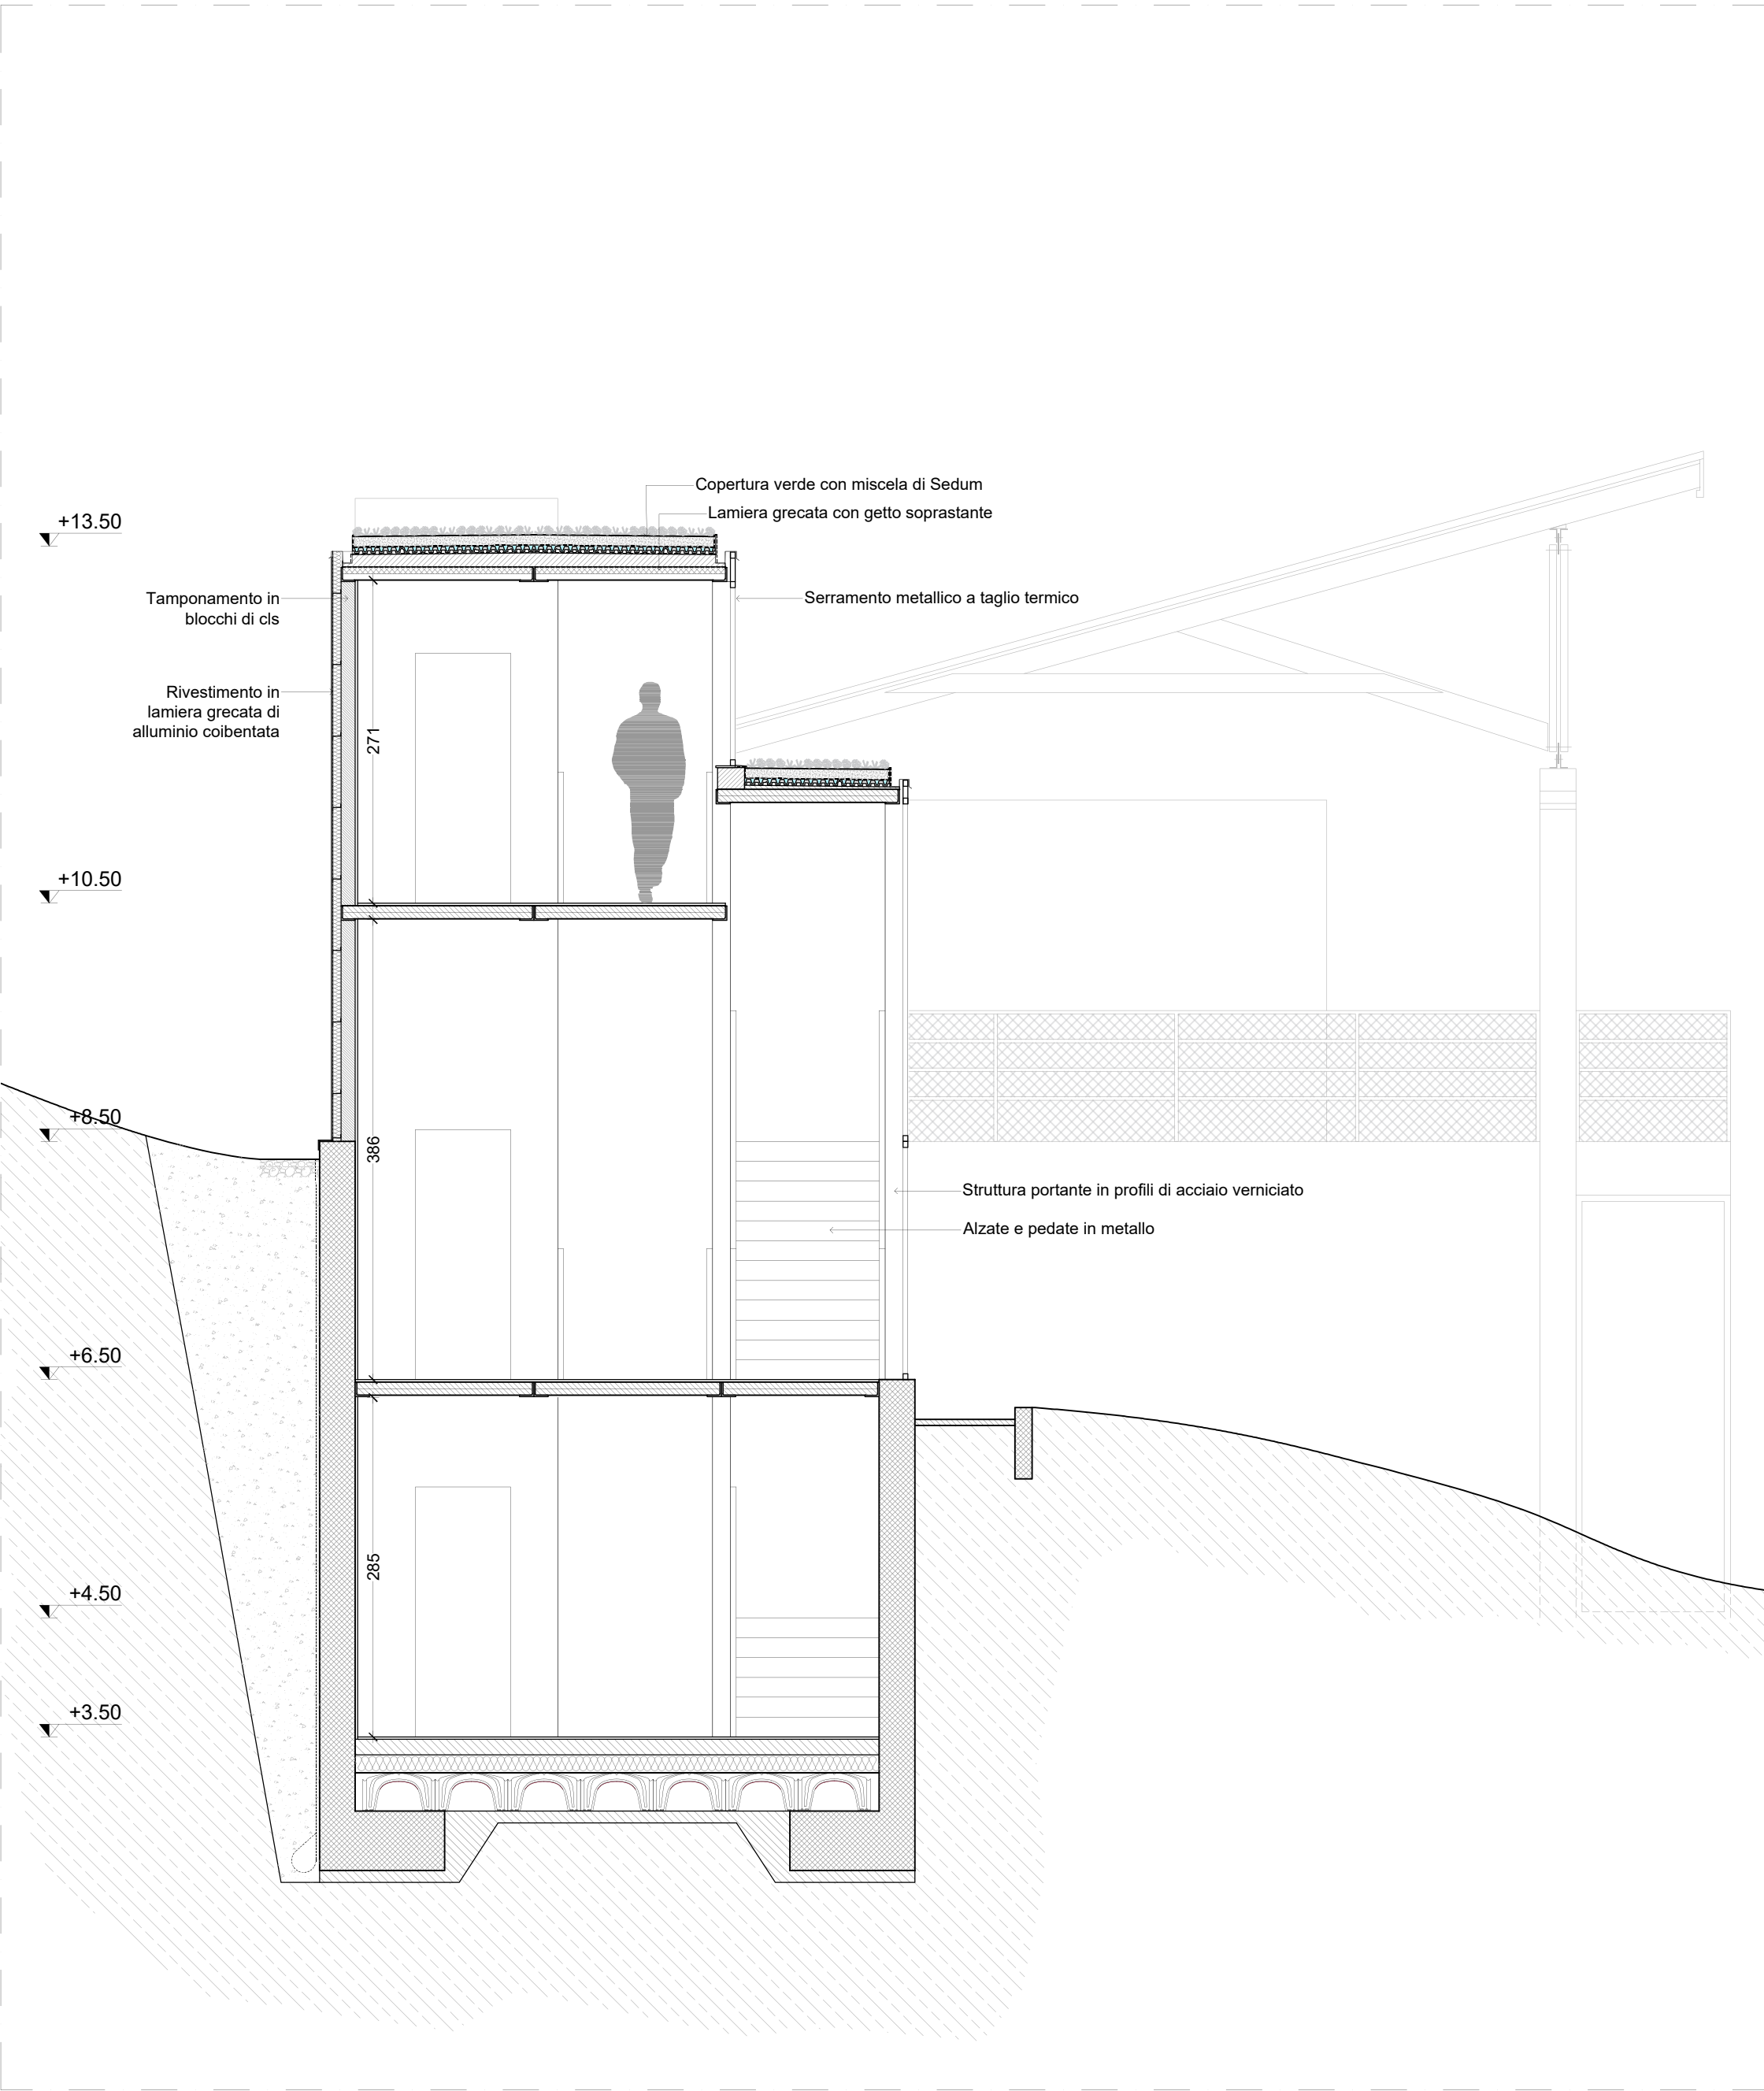 Copertura verde con miscela di Sedum
Lamiera grecata con getto soprastante
+13.50
Tamponamento in
blocchi di cls
Serramento metallico a taglio termico
Rivestimento in
lamiera grecata di
alluminio coibentata
271
+10.50
+8.50
386
Struttura portante in profili di acciaio verniciato
Alzate e pedate in metallo
+6.50
285
+4.50
+3.50